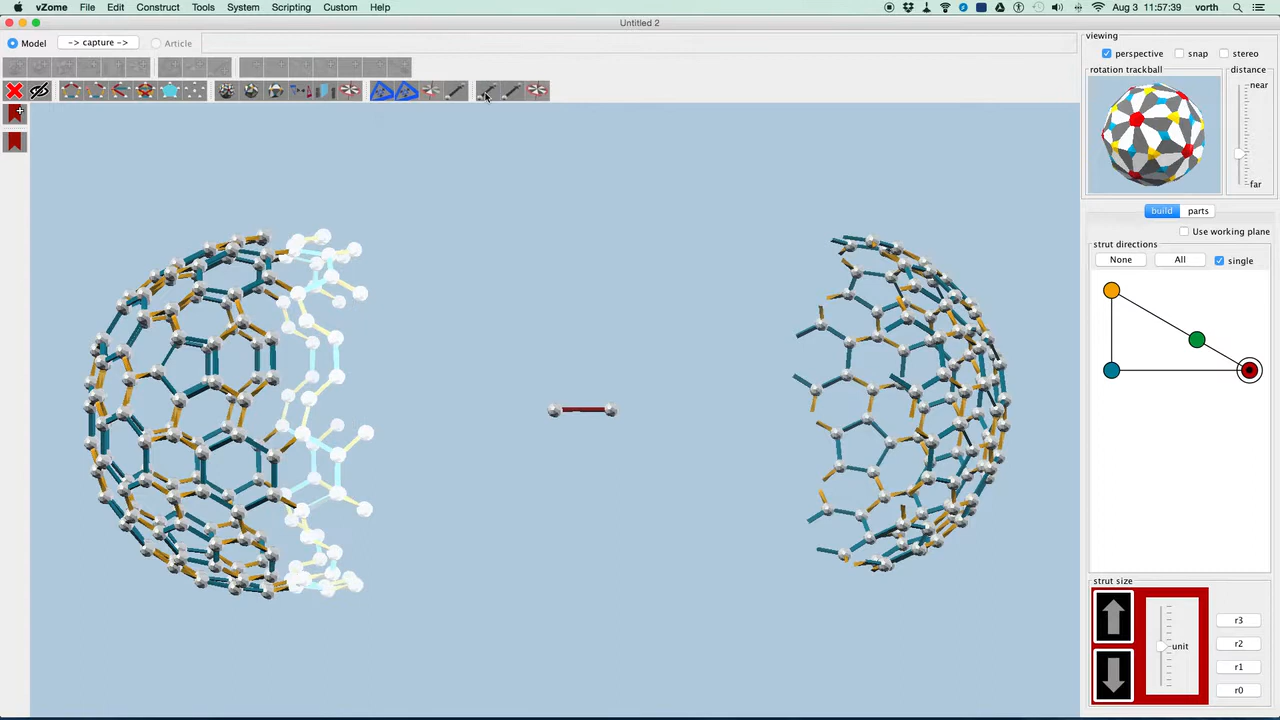 vZome File Edit Construct Tools System Scripting Custom Help Aug 3 11:57:39 vorth
Untitled 2
Model -> capture -> Article
viewing
perspective snap stereo
rotation trackball distance
near
far
build parts
Use working plane
strut directions
None All single
strut size
unit
r3
r2
r1
r0